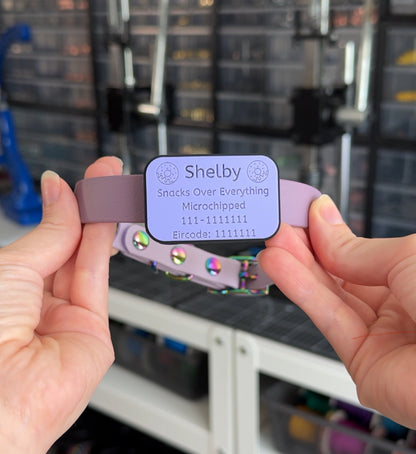 Shelby
Snacks Over Everything
Microchipped
111-1111111
Eircode: 1111111